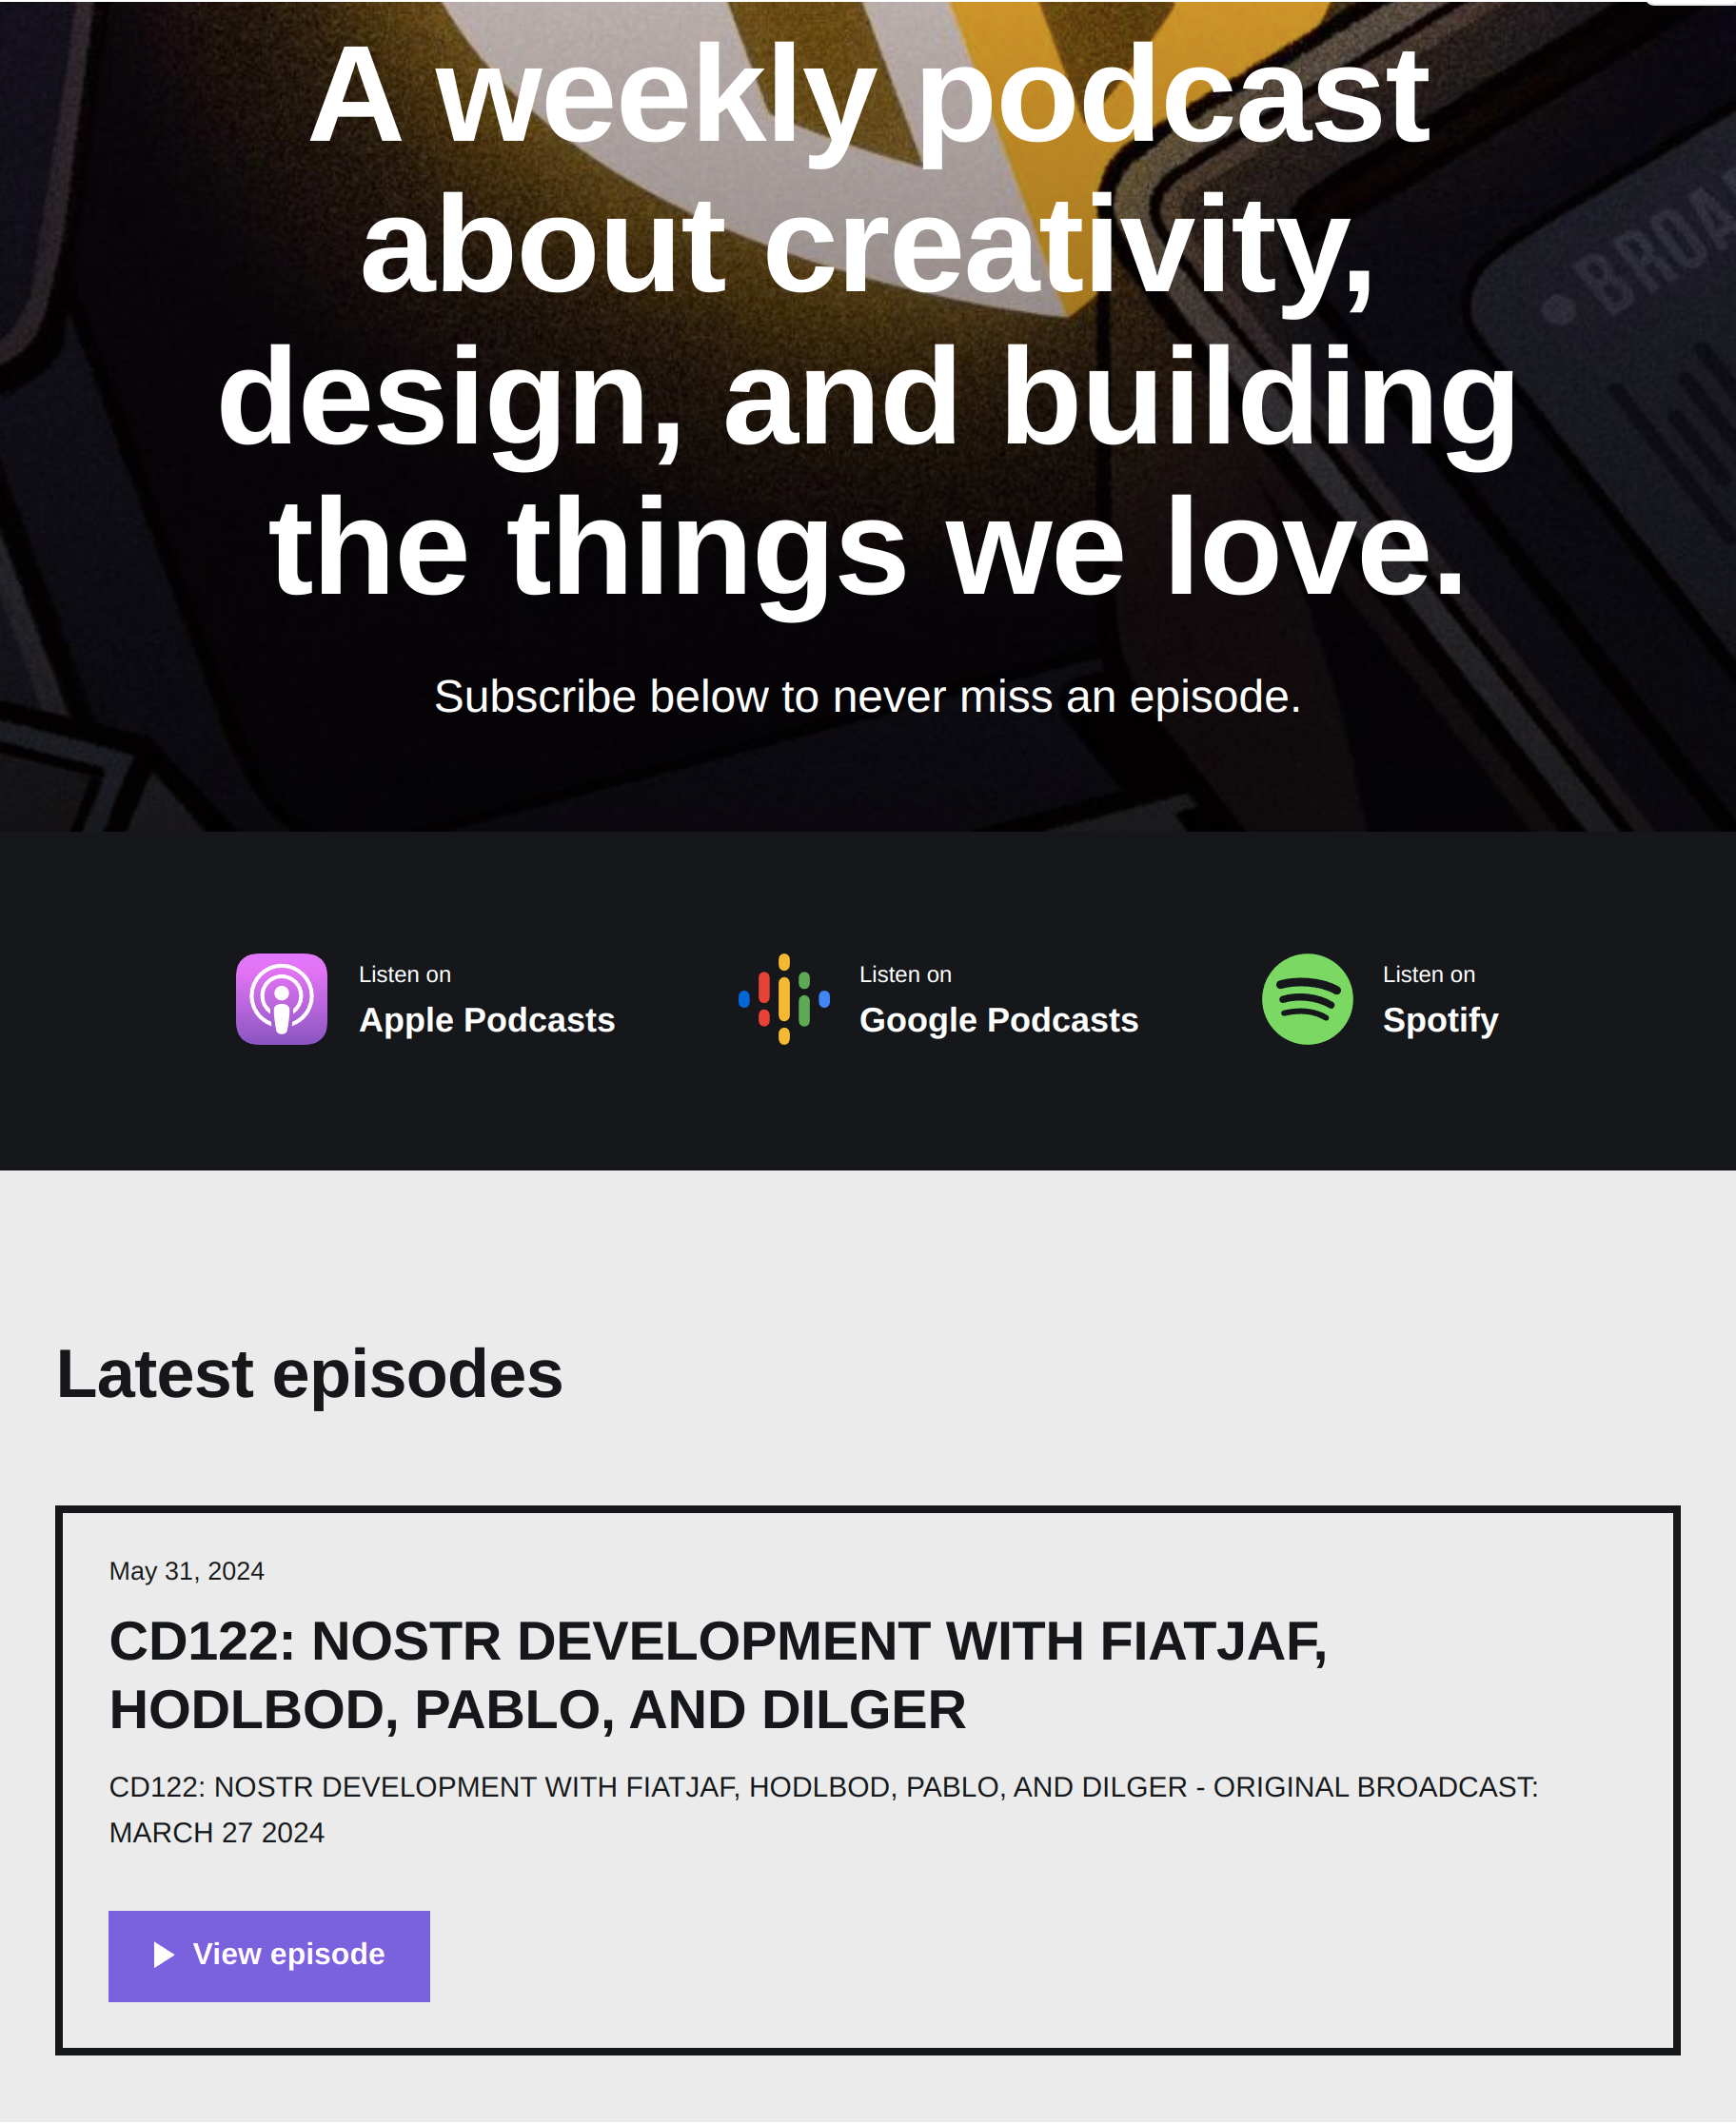 A weekly podcast
about creativity,
design, and building
the things we love.
Subscribe below to never miss an episode.
Listen on
Apple Podcasts
Listen on
Google Podcasts
Listen on
Spotify
Latest episodes
May 31, 2024
CD122: NOSTR DEVELOPMENT WITH FIATJAF,
HODLBOD, PABLO, AND DILGER
CD122: NOSTR DEVELOPMENT WITH FIATJAF, HODLBOD, PABLO, AND DILGER - ORIGINAL BROADCAST:
MARCH 27 2024
View episode